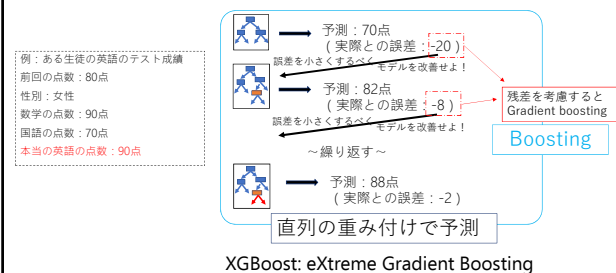 例：ある生徒の英語のテスト成績
前回の点数：80点
性別：女性
数学の点数：90点
国語の点数：70点
本当の英語の点数：90点
予測：70点
（実際との誤差：-20）
誤差を小さくするべく モデルを改善せよ！
予測：82点
（実際との誤差：-8）
誤差を小さくするべく モデルを改善せよ！
～繰り返す～
予測：88点
（実際との誤差：-2）
残差を考慮すると
Gradient boosting
Boosting
直列の重み付けで予測
XGBoost: eXtreme Gradient Boosting